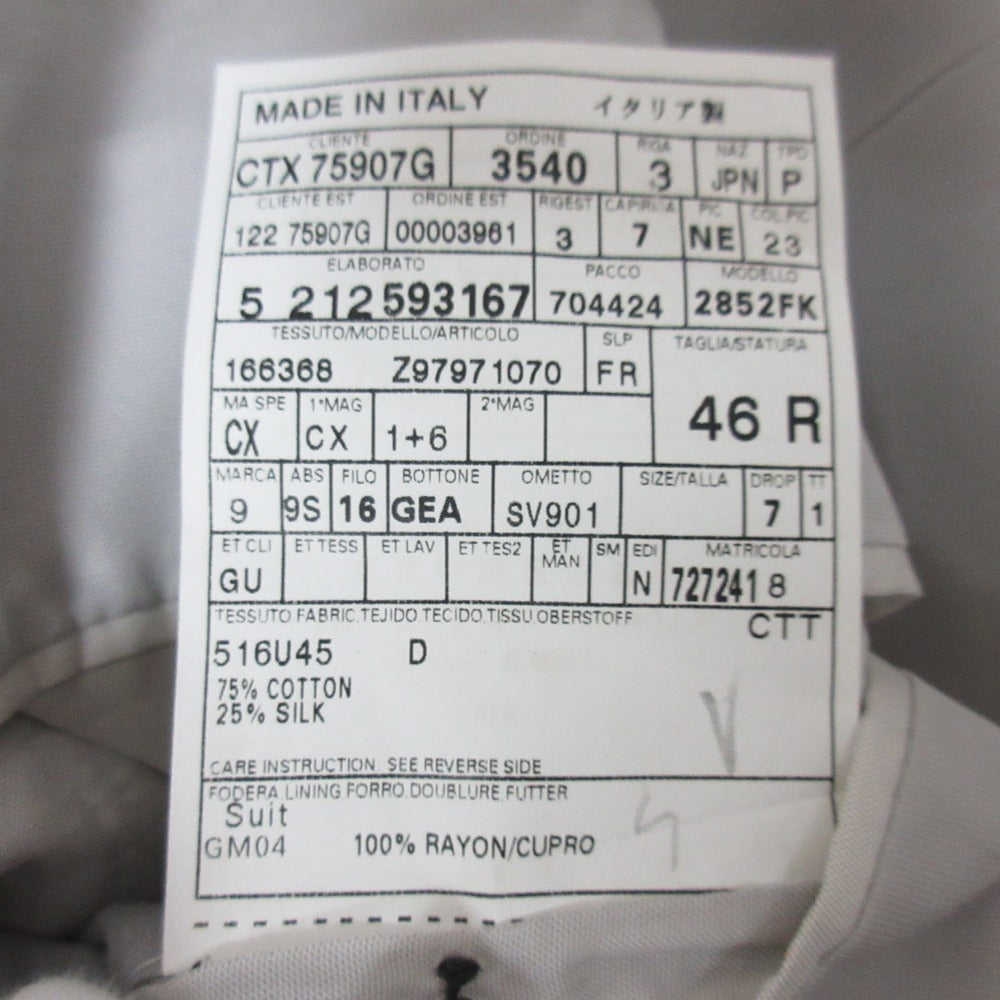 MADE IN ITALY イタリア製
CLIENTE ORDINE RIGA NAZ TPO
CTX 75907G 3540 3 JPN P
CLIENTE EST ORDINE EST RIGEST CAPIRIGA PIC COL.PIC
122 75907G 00003961 3 7 NE 23
ELABORATO PACCO MODELLO
5 212593167 704424 2852FK
TESSUTO/MODELLO/ARTICOLO SLP TAGLIA/STATURA
166368 Z97971070 FR
46 R
MA SPE 1°MAG 2°MAG
CX CX 1+6
MARCA ABS FILO BOTTONE OMETTO SIZE/TALLA DROP TT
9 9S 16 GEA SV901 7 1
ET CLI ET TESS ET LAV ET TES2 ET MAN SM EDI MATRICOLA
GU N 727241 8
TESSUTO FABRIC.TEJIDO TECIDO.TISSU.OBERSTOFF CTT
516U45 D
75% COTTON
25% SILK
CARE INSTRUCTION. SEE REVERSE SIDE
FODERA LINING FORRO.DOUBLURE.FUTTER
Suit
GM04 100% RAYON/CUPRO